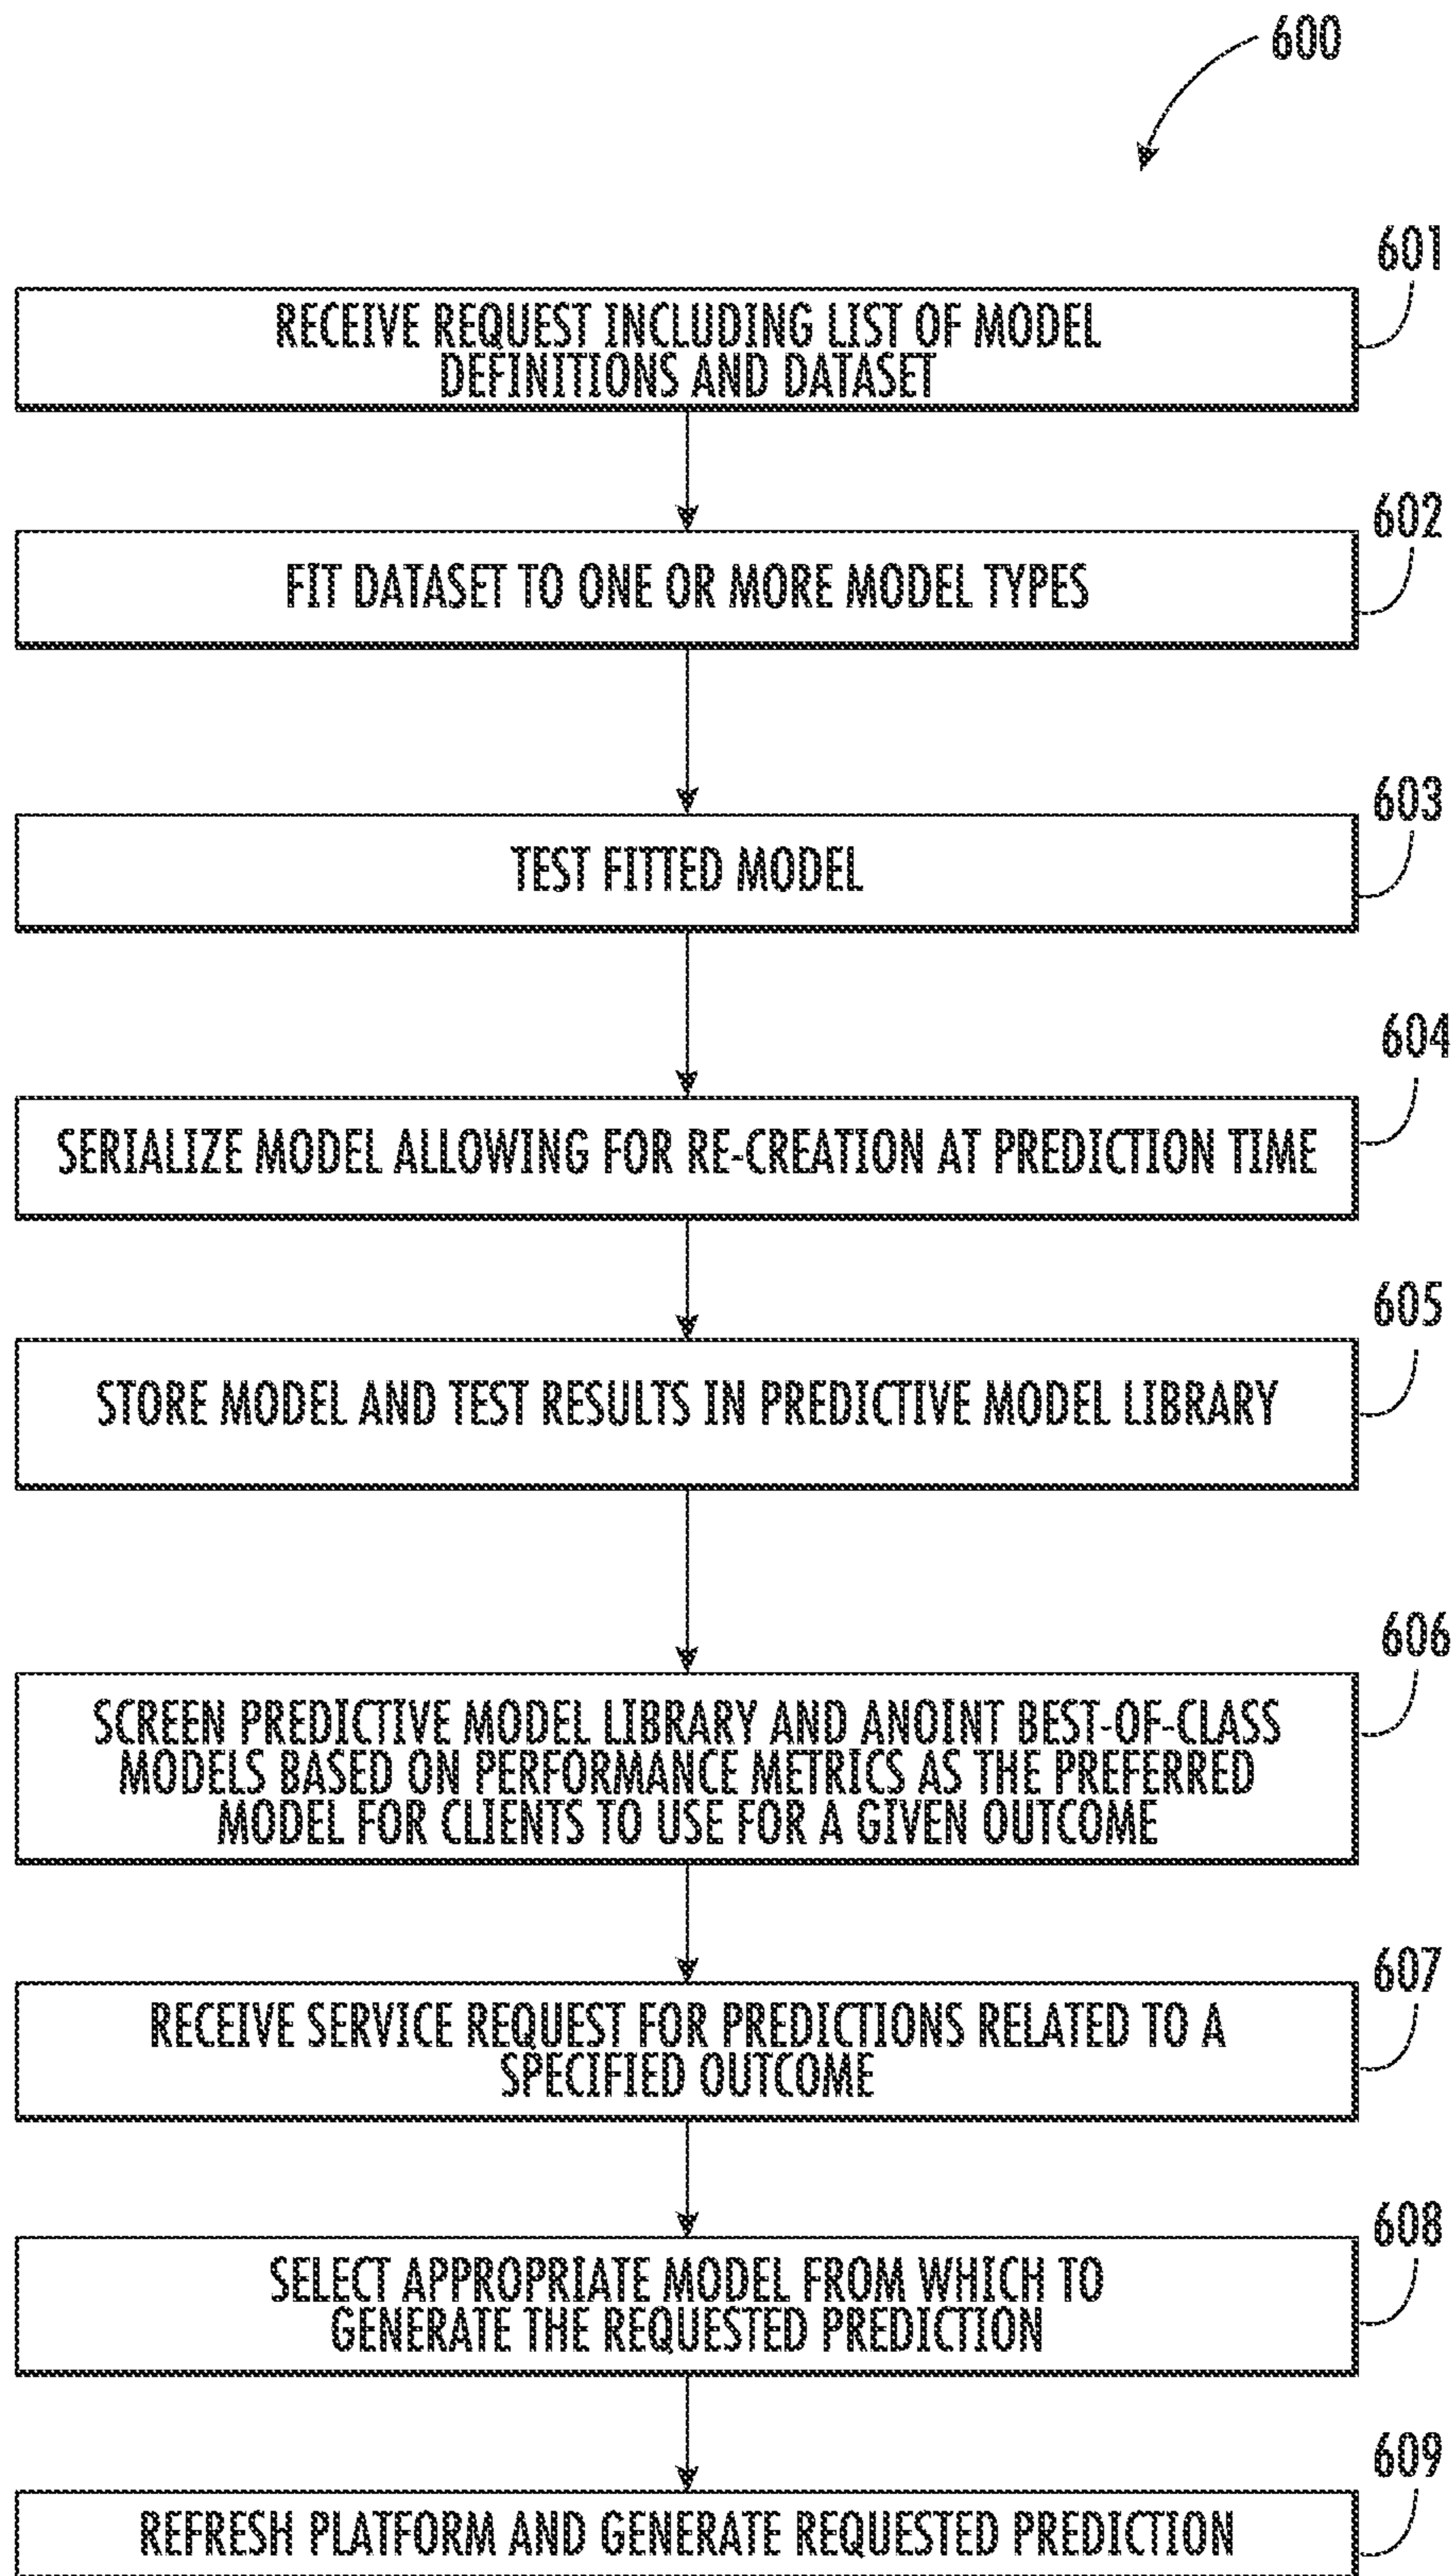 600
601
RECEIVE REQUEST INCLUDING LIST OF MODEL
DEFINITIONS AND DATASET
602
FIT DATASET TO ONE OR MORE MODEL TYPES
603
TEST FITTED MODEL
604
SERIALIZE MODEL ALLOWING FOR RE-CREATION AT PREDICTION TIME
605
STORE MODEL AND TEST RESULTS IN PREDICTIVE MODEL LIBRARY
606
SCREEN PREDICTIVE MODEL LIBRARY AND ANOINT BEST-OF-CLASS
MODELS BASED ON PERFORMANCE METRICS AS THE PREFERRED
MODEL FOR CLIENTS TO USE FOR A GIVEN OUTCOME
607
RECEIVE SERVICE REQUEST FOR PREDICTIONS RELATED TO A
SPECIFIED OUTCOME
608
SELECT APPROPRIATE MODEL FROM WHICH TO
GENERATE THE REQUESTED PREDICTION
609
REFRESH PLATFORM AND GENERATE REQUESTED PREDICTION